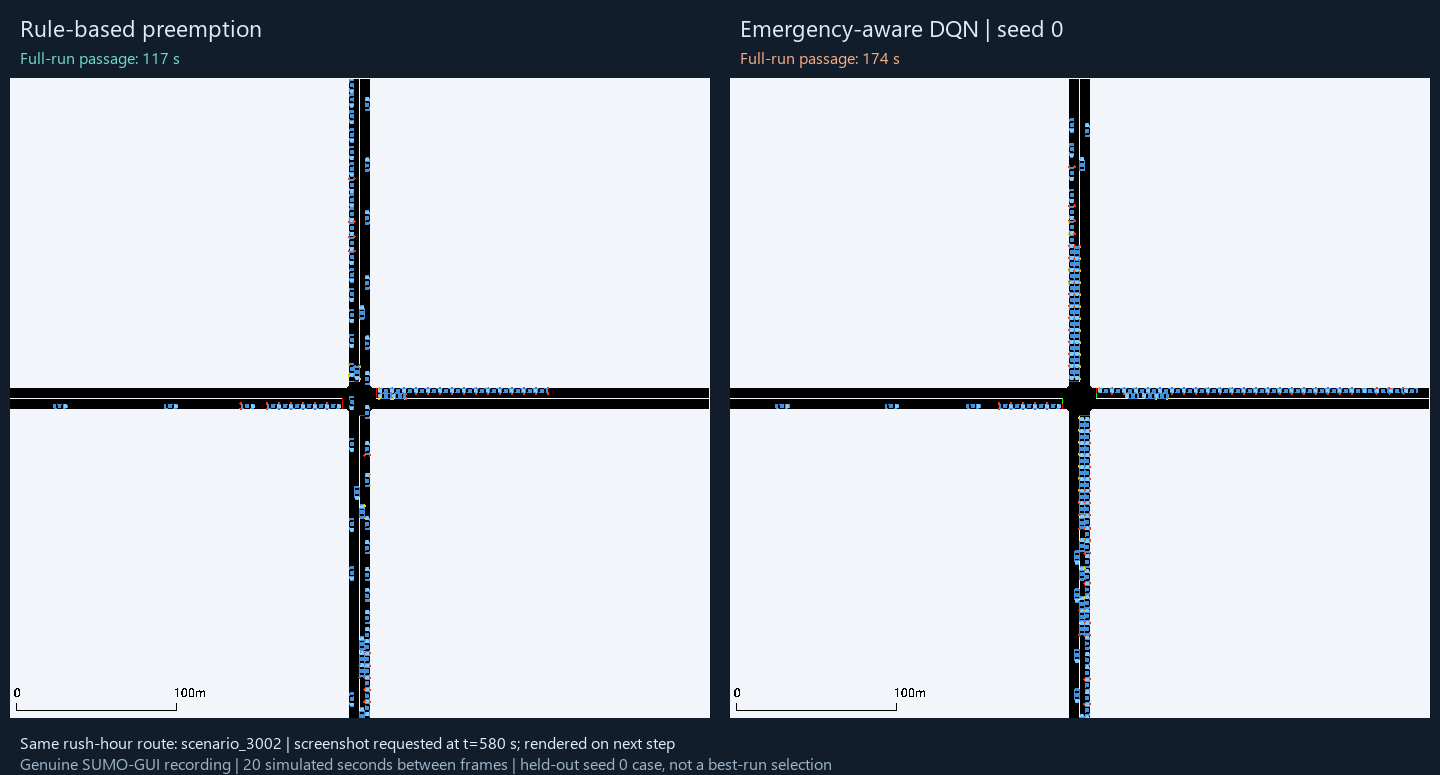 Rule-based preemption
Full-run passage: 117 s
Emergency-aware DQN | seed 0
Full-run passage: 174 s
0 100m
0 100m
Same rush-hour route: scenario_3002 | screenshot requested at t=580 s; rendered on next step
Genuine SUMO-GUI recording | 20 simulated seconds between frames | held-out seed 0 case, not a best-run selection